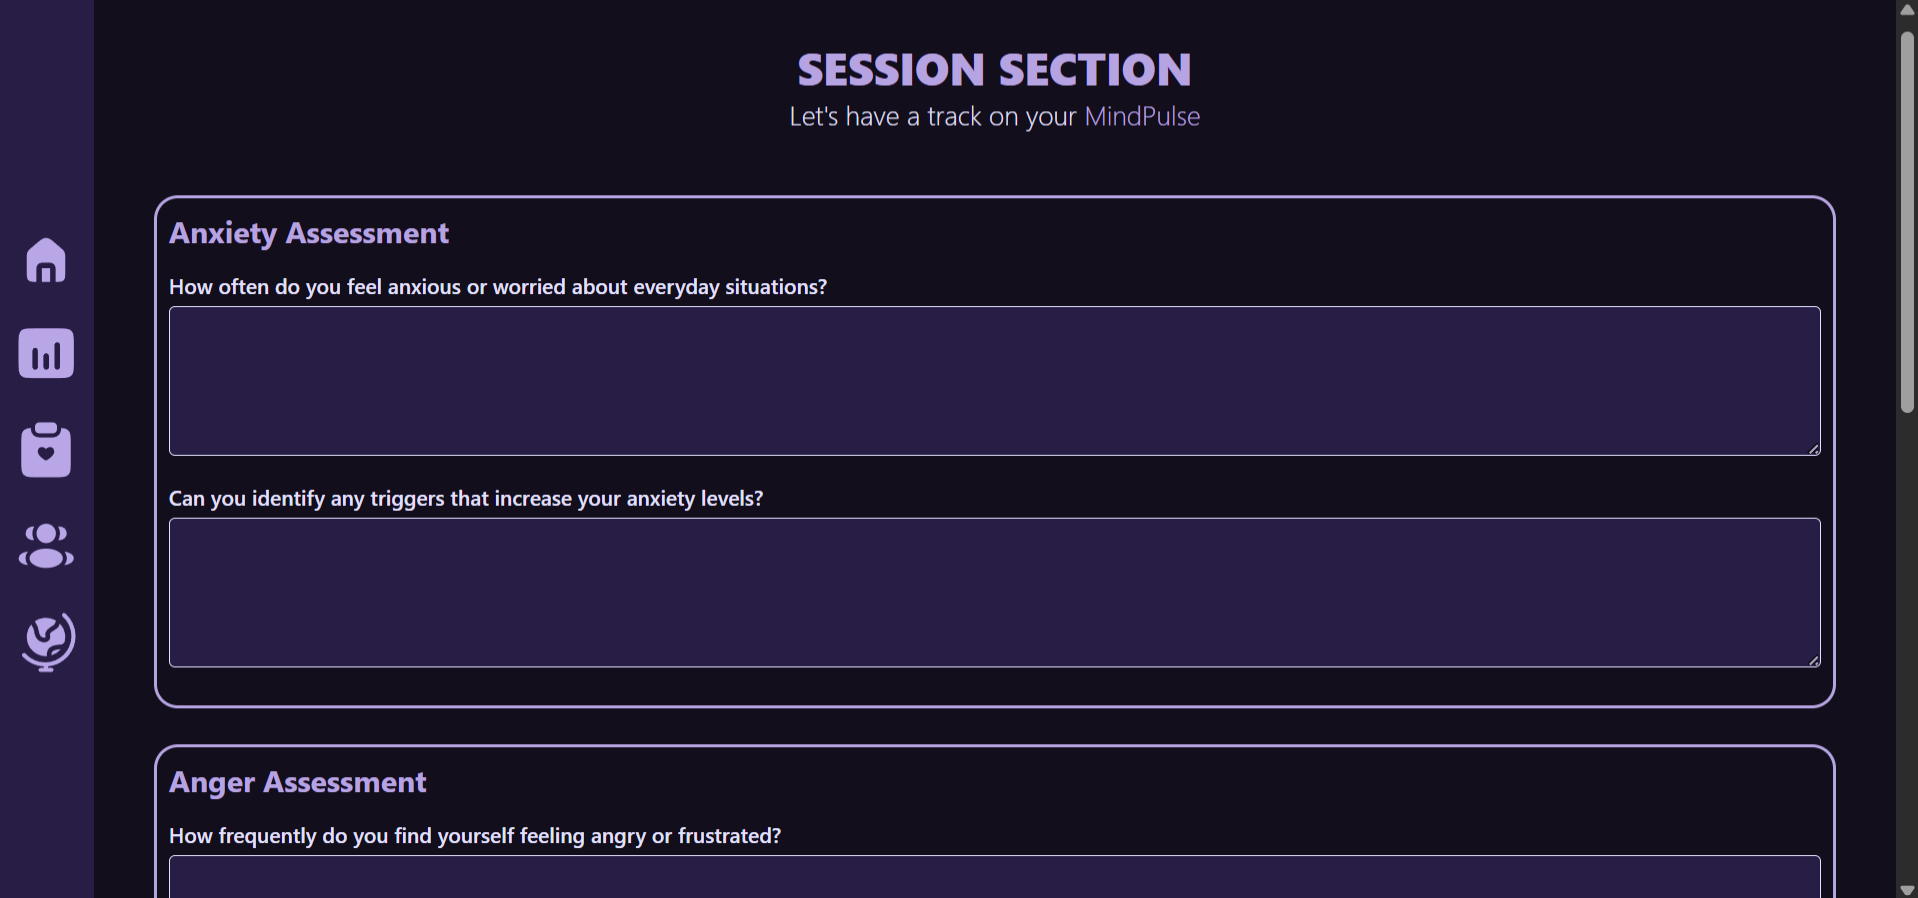 SESSION SECTION
Let's have a track on your MindPulse
Anxiety Assessment
How often do you feel anxious or worried about everyday situations?
Can you identify any triggers that increase your anxiety levels?
Anger Assessment
How frequently do you find yourself feeling angry or frustrated?